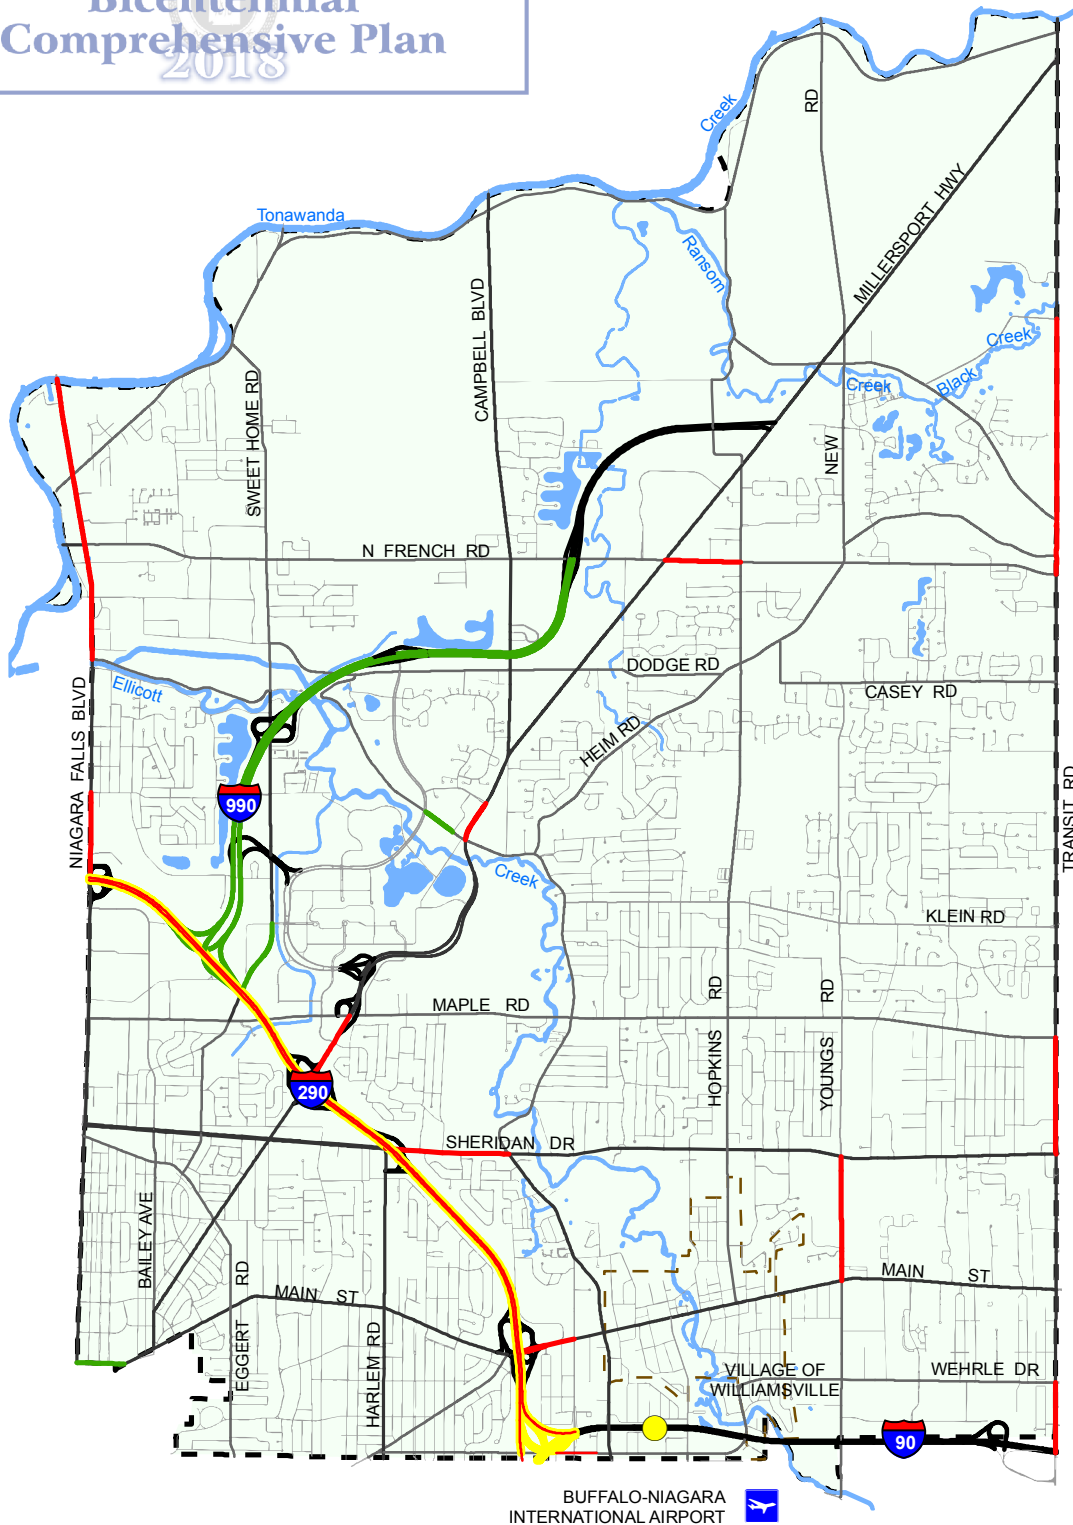 Bicentennial
Comprehensive Plan
2018
Creek
RD
Tonawanda
MILLERSPORT HWY
Ransom
CAMPBELL BLVD
Creek
Black
Creek
SWEET HOME RD
NEW
N FRENCH RD
DODGE RD
CASEY RD
Ellicott
HEIM RD
NIAGARA FALLS BLVD
TRANSIT RD
990
Creek
KLEIN RD
MAPLE RD
HOPKINS RD
YOUNGS RD
290
SHERIDAN DR
BAILEY AVE
MAIN ST
MAIN ST
EGGERT RD
HARLEM RD
VILLAGE OF
WILLIAMSVILLE
WEHRLE DR
90
BUFFALO-NIAGARA
INTERNATIONAL AIRPORT